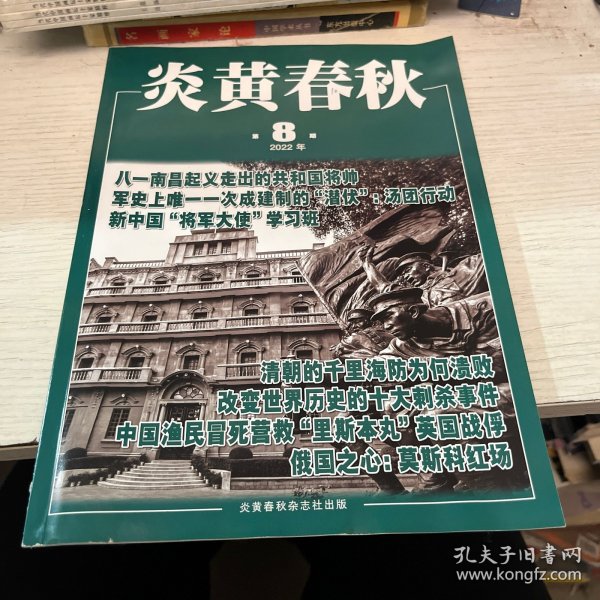 名画家论
炎黄春秋
第8期
2022年
八一南昌起义走出的共和国将帅
军史上唯一一次成建制的“潜伏”：汤团行动
新中国“将军大使”学习班
清朝的千里海防为何溃败
改变世界历史的十大刺杀事件
中国渔民冒死营救“里斯本丸”英国战俘
俄国之心：莫斯科红场
炎黄春秋杂志社出版
孔夫子旧书网
www.kongfz.com